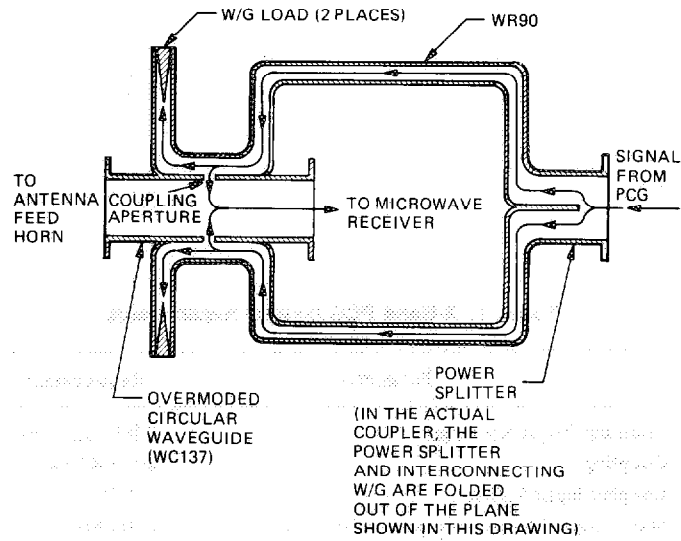 W/G LOAD (2 PLACES)
WR90
TO
ANTENNA
FEED
HORN
COUPLING
APERTURE
TO MICROWAVE
RECEIVER
SIGNAL
FROM
PCG
OVERMODED
CIRCULAR
WAVEGUIDE
(WC137)
POWER
SPLITTER
(IN THE ACTUAL
COUPLER, THE
POWER SPLITTER
AND INTERCONNECTING
W/G ARE FOLDED
OUT OF THE PLANE
SHOWN IN THIS DRAWING)